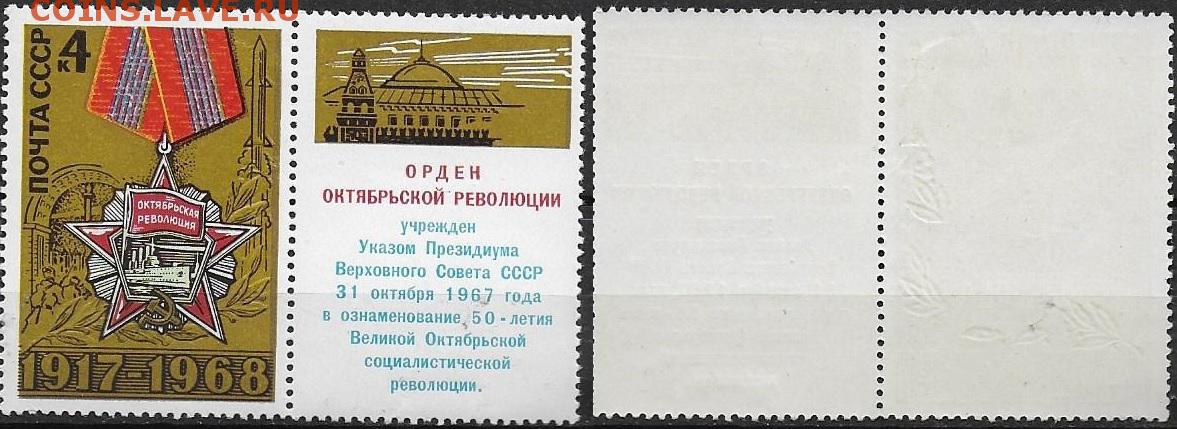 COINS.LAVE.RU
ПОЧТА СССР
4
К
ОКТЯБРЬСКАЯ
РЕВОЛЮЦИЯ
1917-1968
ОРДЕН
ОКТЯБРЬСКОЙ РЕВОЛЮЦИИ
учрежден
Указом Президиума
Верховного Совета СССР
31 октября 1967 года
в ознаменование 50-летия
Великой Октябрьской
социалистической
революции.